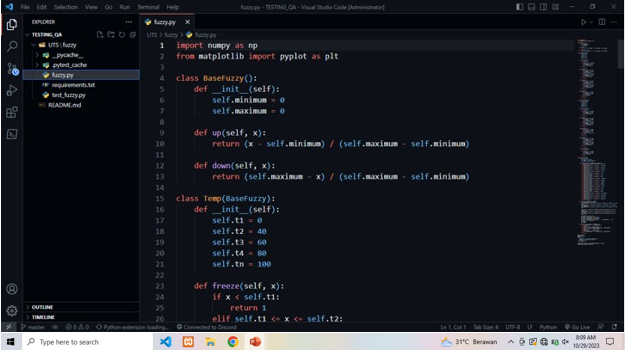 File Edit Selection View Go Run Terminal Help
fuzzy.py - TESTING_QA - Visual Studio Code [Administrator]
EXPLORER
TESTING_QA
UTS \ fuzzy
__pycache__
.pytest_cache
fuzzy.py
requirements.txt
test_fuzzy.py
README.md
OUTLINE
TIMELINE
fuzzy.py
UTS > fuzzy > fuzzy.py
1 import numpy as np
2 from matplotlib import pyplot as plt
3
4 class BaseFuzzy():
5 def __init__(self):
6 self.minimum = 0
7 self.maximum = 0
8
9 def up(self, x):
10 return (x - self.minimum) / (self.maximum - self.minimum)
11
12 def down(self, x):
13 return (self.maximum - x) / (self.maximum - self.minimum)
14
15 class Temp(BaseFuzzy):
16 def __init__(self):
17 self.t1 = 0
18 self.t2 = 40
19 self.t3 = 60
20 self.t4 = 80
21 self.tn = 100
22
23 def freeze(self, x):
24 if x < self.t1:
25 return 1
26 elif self.t1 <= x <= self.t2:
master 0 0 Python extension loading... Connected to Discord
Ln 1, Col 1 Tab Size: 4 UTF-8 LF Python Go Live
Type here to search
31°C Berawan
8:09 AM
10/29/2023